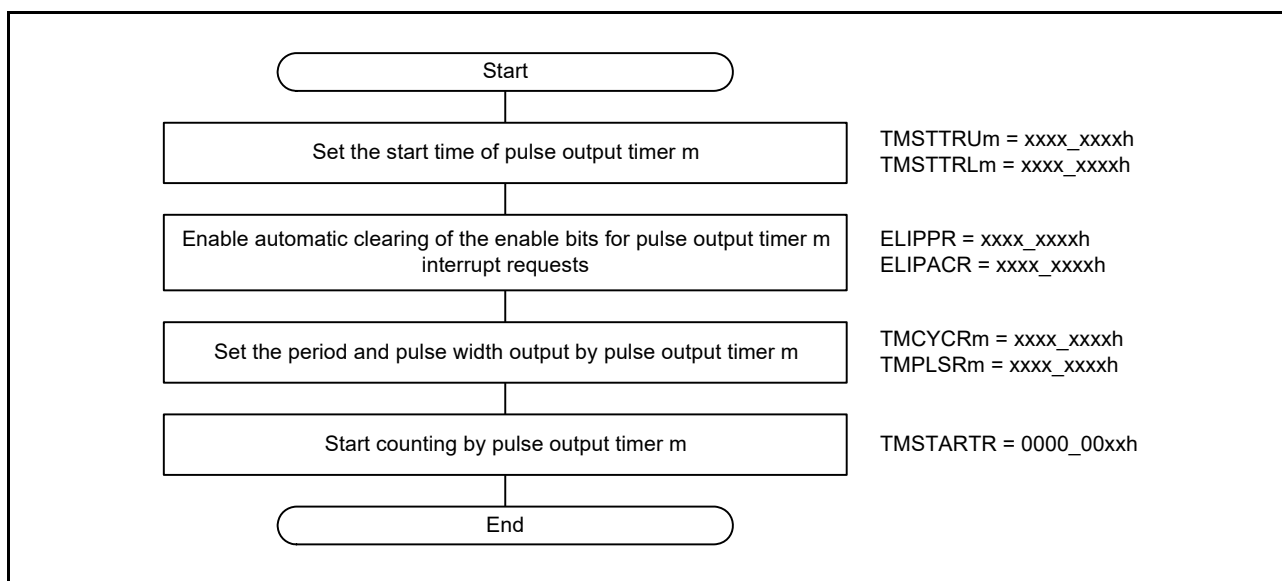 Start
Set the start time of pulse output timer m
TMSTTRUm = xxxx_xxxxh
TMSTTRLm = xxxx_xxxxh
Enable automatic clearing of the enable bits for pulse output timer m
interrupt requests
ELIPPR = xxxx_xxxxh
ELIPACR = xxxx_xxxxh
Set the period and pulse width output by pulse output timer m
TMCYCRm = xxxx_xxxxh
TMPLSRm = xxxx_xxxxh
Start counting by pulse output timer m
TMSTARTR = 0000_00xxh
End